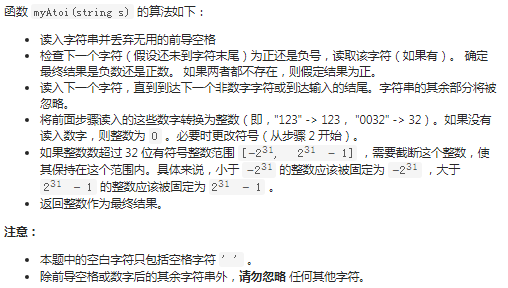 函数 myAtoi(string s) 的算法如下：
• 读入字符串并丢弃无用的前导空格
• 检查下一个字符（假设还未到字符末尾）为正还是负号，读取该字符（如果有）。 确定
最终结果是负数还是正数。 如果两者都不存在，则假定结果为正。
• 读入下一个字符，直到到达下一个非数字字符或到达输入的结尾。字符串的其余部分将被
忽略。
• 将前面步骤读入的这些数字转换为整数（即，"123" -> 123， "0032" -> 32）。如果没有
读入数字，则整数为 0 。必要时更改符号（从步骤 2 开始）。
• 如果整数数超过 32 位有符号整数范围 [−2³¹, 2³¹ − 1] ，需要截断这个整数，使
其保持在这个范围内。具体来说，小于 −2³¹ 的整数应该被固定为 −2³¹ ，大于
2³¹ − 1 的整数应该被固定为 2³¹ − 1 。
• 返回整数作为最终结果。
注意：
• 本题中的空白字符只包括空格字符 ' ' 。
• 除前导空格或数字后的其余字符串外，请勿忽略 任何其他字符。